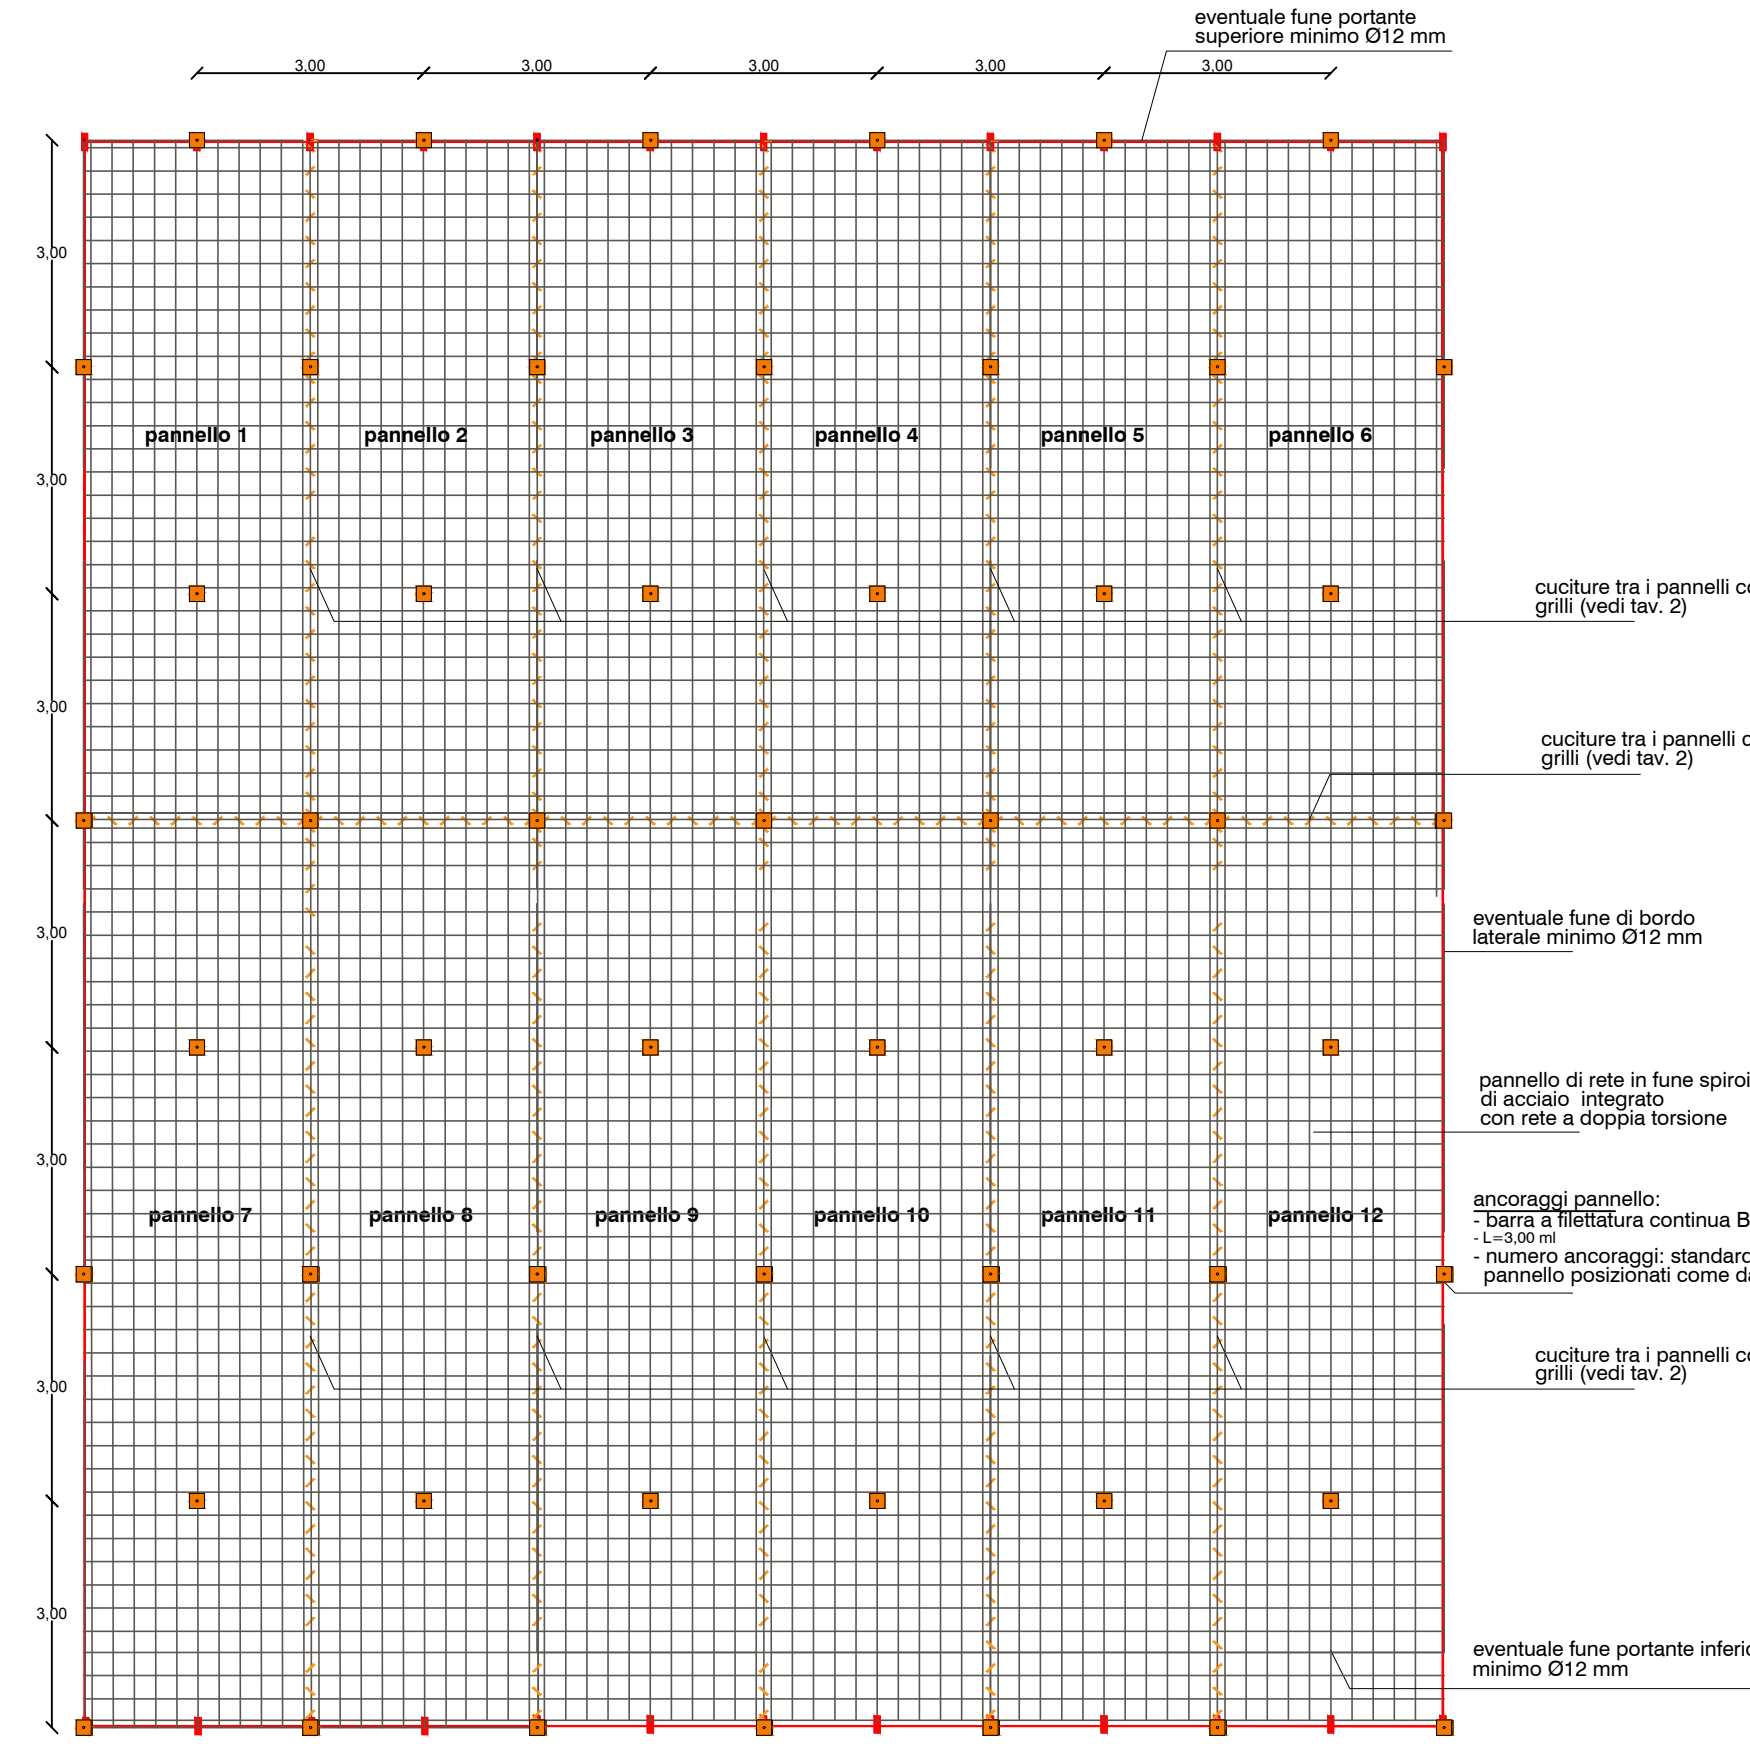 eventuale fune portante
superiore minimo Ø12 mm
3,00
3,00
3,00
3,00
3,00
3,00
pannello 1
pannello 2
pannello 3
pannello 4
pannello 5
pannello 6
3,00
cuciture tra i pannelli
grilli (vedi tav. 2)
3,00
cuciture tra i pannelli
grilli (vedi tav. 2)
eventuale fune di bordo
laterale minimo Ø12 mm
3,00
pannello di rete in fune
di acciaio integrato
con rete a doppia torsione
3,00
ancoraggi pannello:
- barra a filettatura continua
- L=3,00 ml
- numero ancoraggi: standard
pannello posizionati come
pannello 7
pannello 8
pannello 9
pannello 10
pannello 11
pannello 12
cuciture tra i pannelli
grilli (vedi tav. 2)
3,00
3,00
eventuale fune portante
minimo Ø12 mm